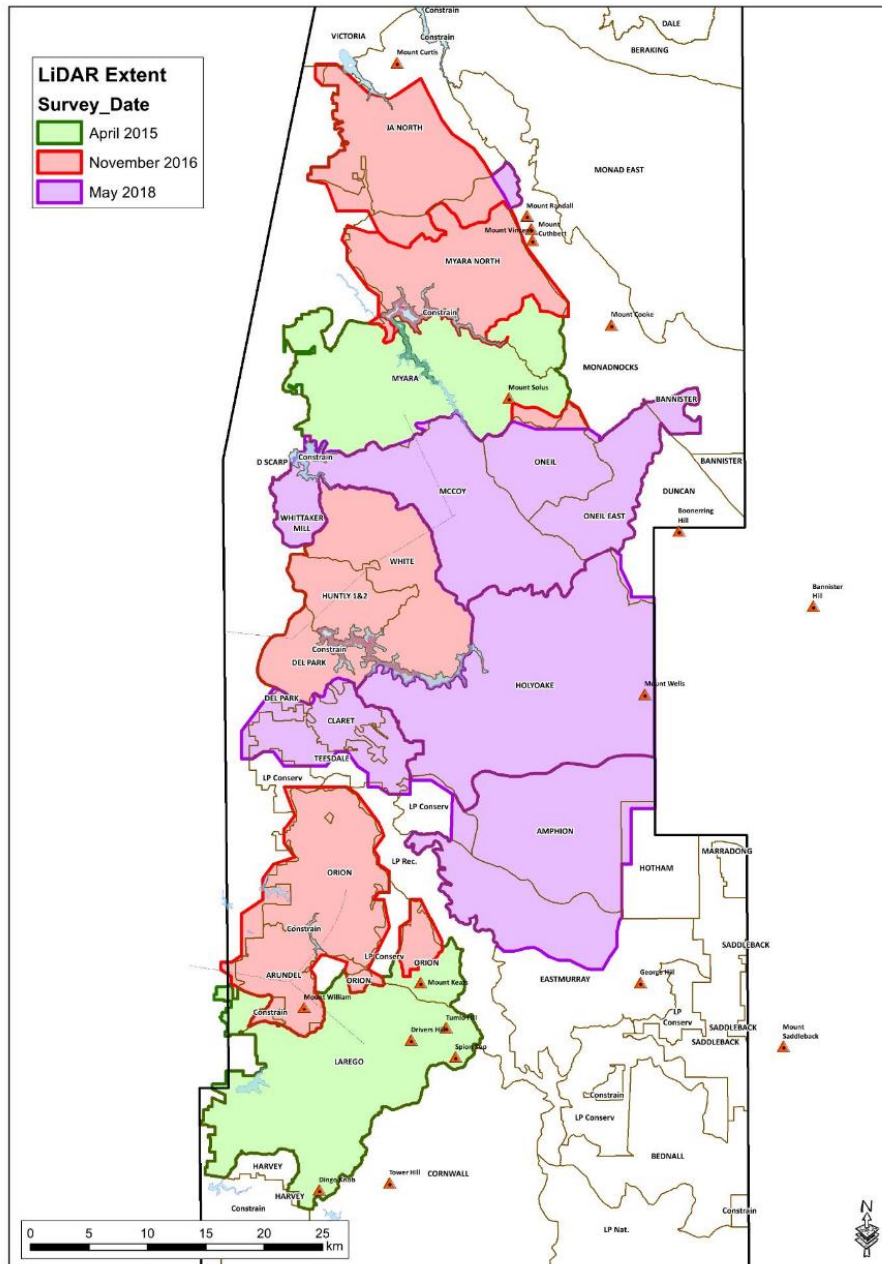 LiDAR Extent
Survey_Date
April 2015
November 2016
May 2018
Constrain
DALE
VICTORIA
Constrain
BERAKING
Mount Curtis
JA NORTH
MONAD EAST
Mount Randall
Mount Vincent
Mount
Cuthbert
MYARA NORTH
Constrain
Mount Cooke
MONADNOCKS
MYARA
Mount Solus
BANNISTER
D SCARP
Constrain
ONEIL
BANNISTER
MCCOY
DUNCAN
WHITTAKER
MILL
ONEIL EAST
Boonerring
Hill
WHITE
HUNTLY 1&2
Bannister
Hill
Constrain
DEL PARK
HOLYOAKE
Mount Wells
DEL PARK
CLARET
TEESDALE
LP Conserv
LP Conserv
AMPHION
MARRADONG
LP Rec.
HOTHAM
ORION
Constrain
SADDLEBACK
LP Conserv
ORION
ARUNDEL
ORION
EASTMURRAY
George Hill
Mount Keats
Mount William
Constrain
LP
Conserv
SADDLEBACK
SADDLEBACK
Mount
Saddleback
Drivers Hill
LAREGO
Constrain
LP Conserv
BEDNALL
HARVEY
CORNWALL
Dingo Knob
Tower Hill
HARVEY
Constrain
Constrain
LP Nat.
0 5 10 15 20 25
km
N